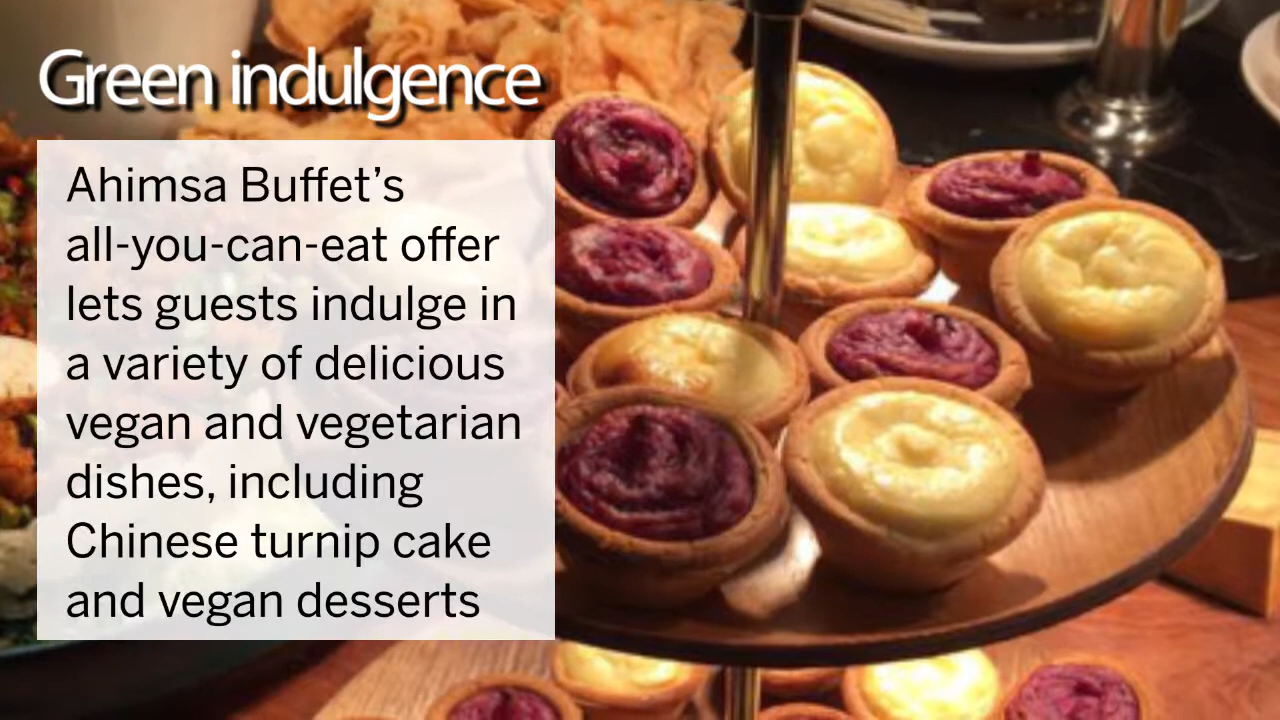 Green indulgence
Ahimsa Buffet’s
all-you-can-eat offer
lets guests indulge in
a variety of delicious
vegan and vegetarian
dishes, including
Chinese turnip cake
and vegan desserts